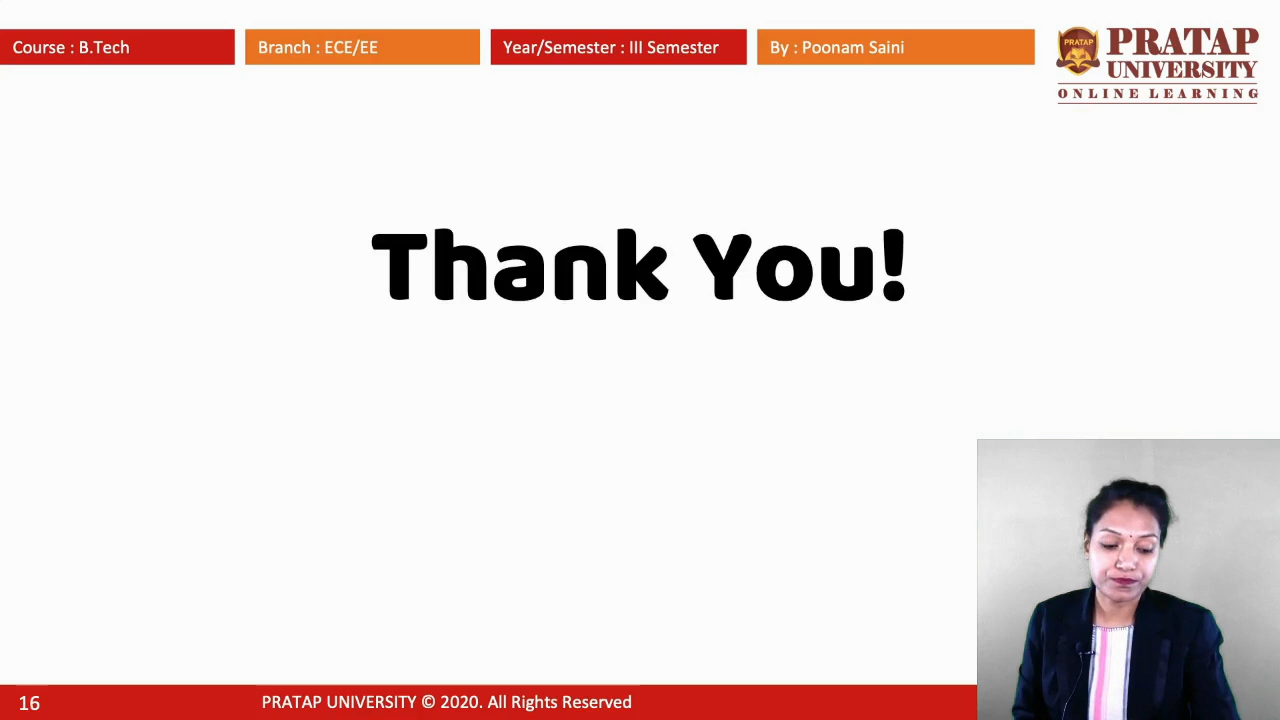 Course : B.Tech
Branch : ECE/EE
Year/Semester : III Semester
By : Poonam Saini
PRATAP
PRATAP
UNIVERSITY
ONLINE LEARNING
Thank You!
16
PRATAP UNIVERSITY © 2020. All Rights Reserved